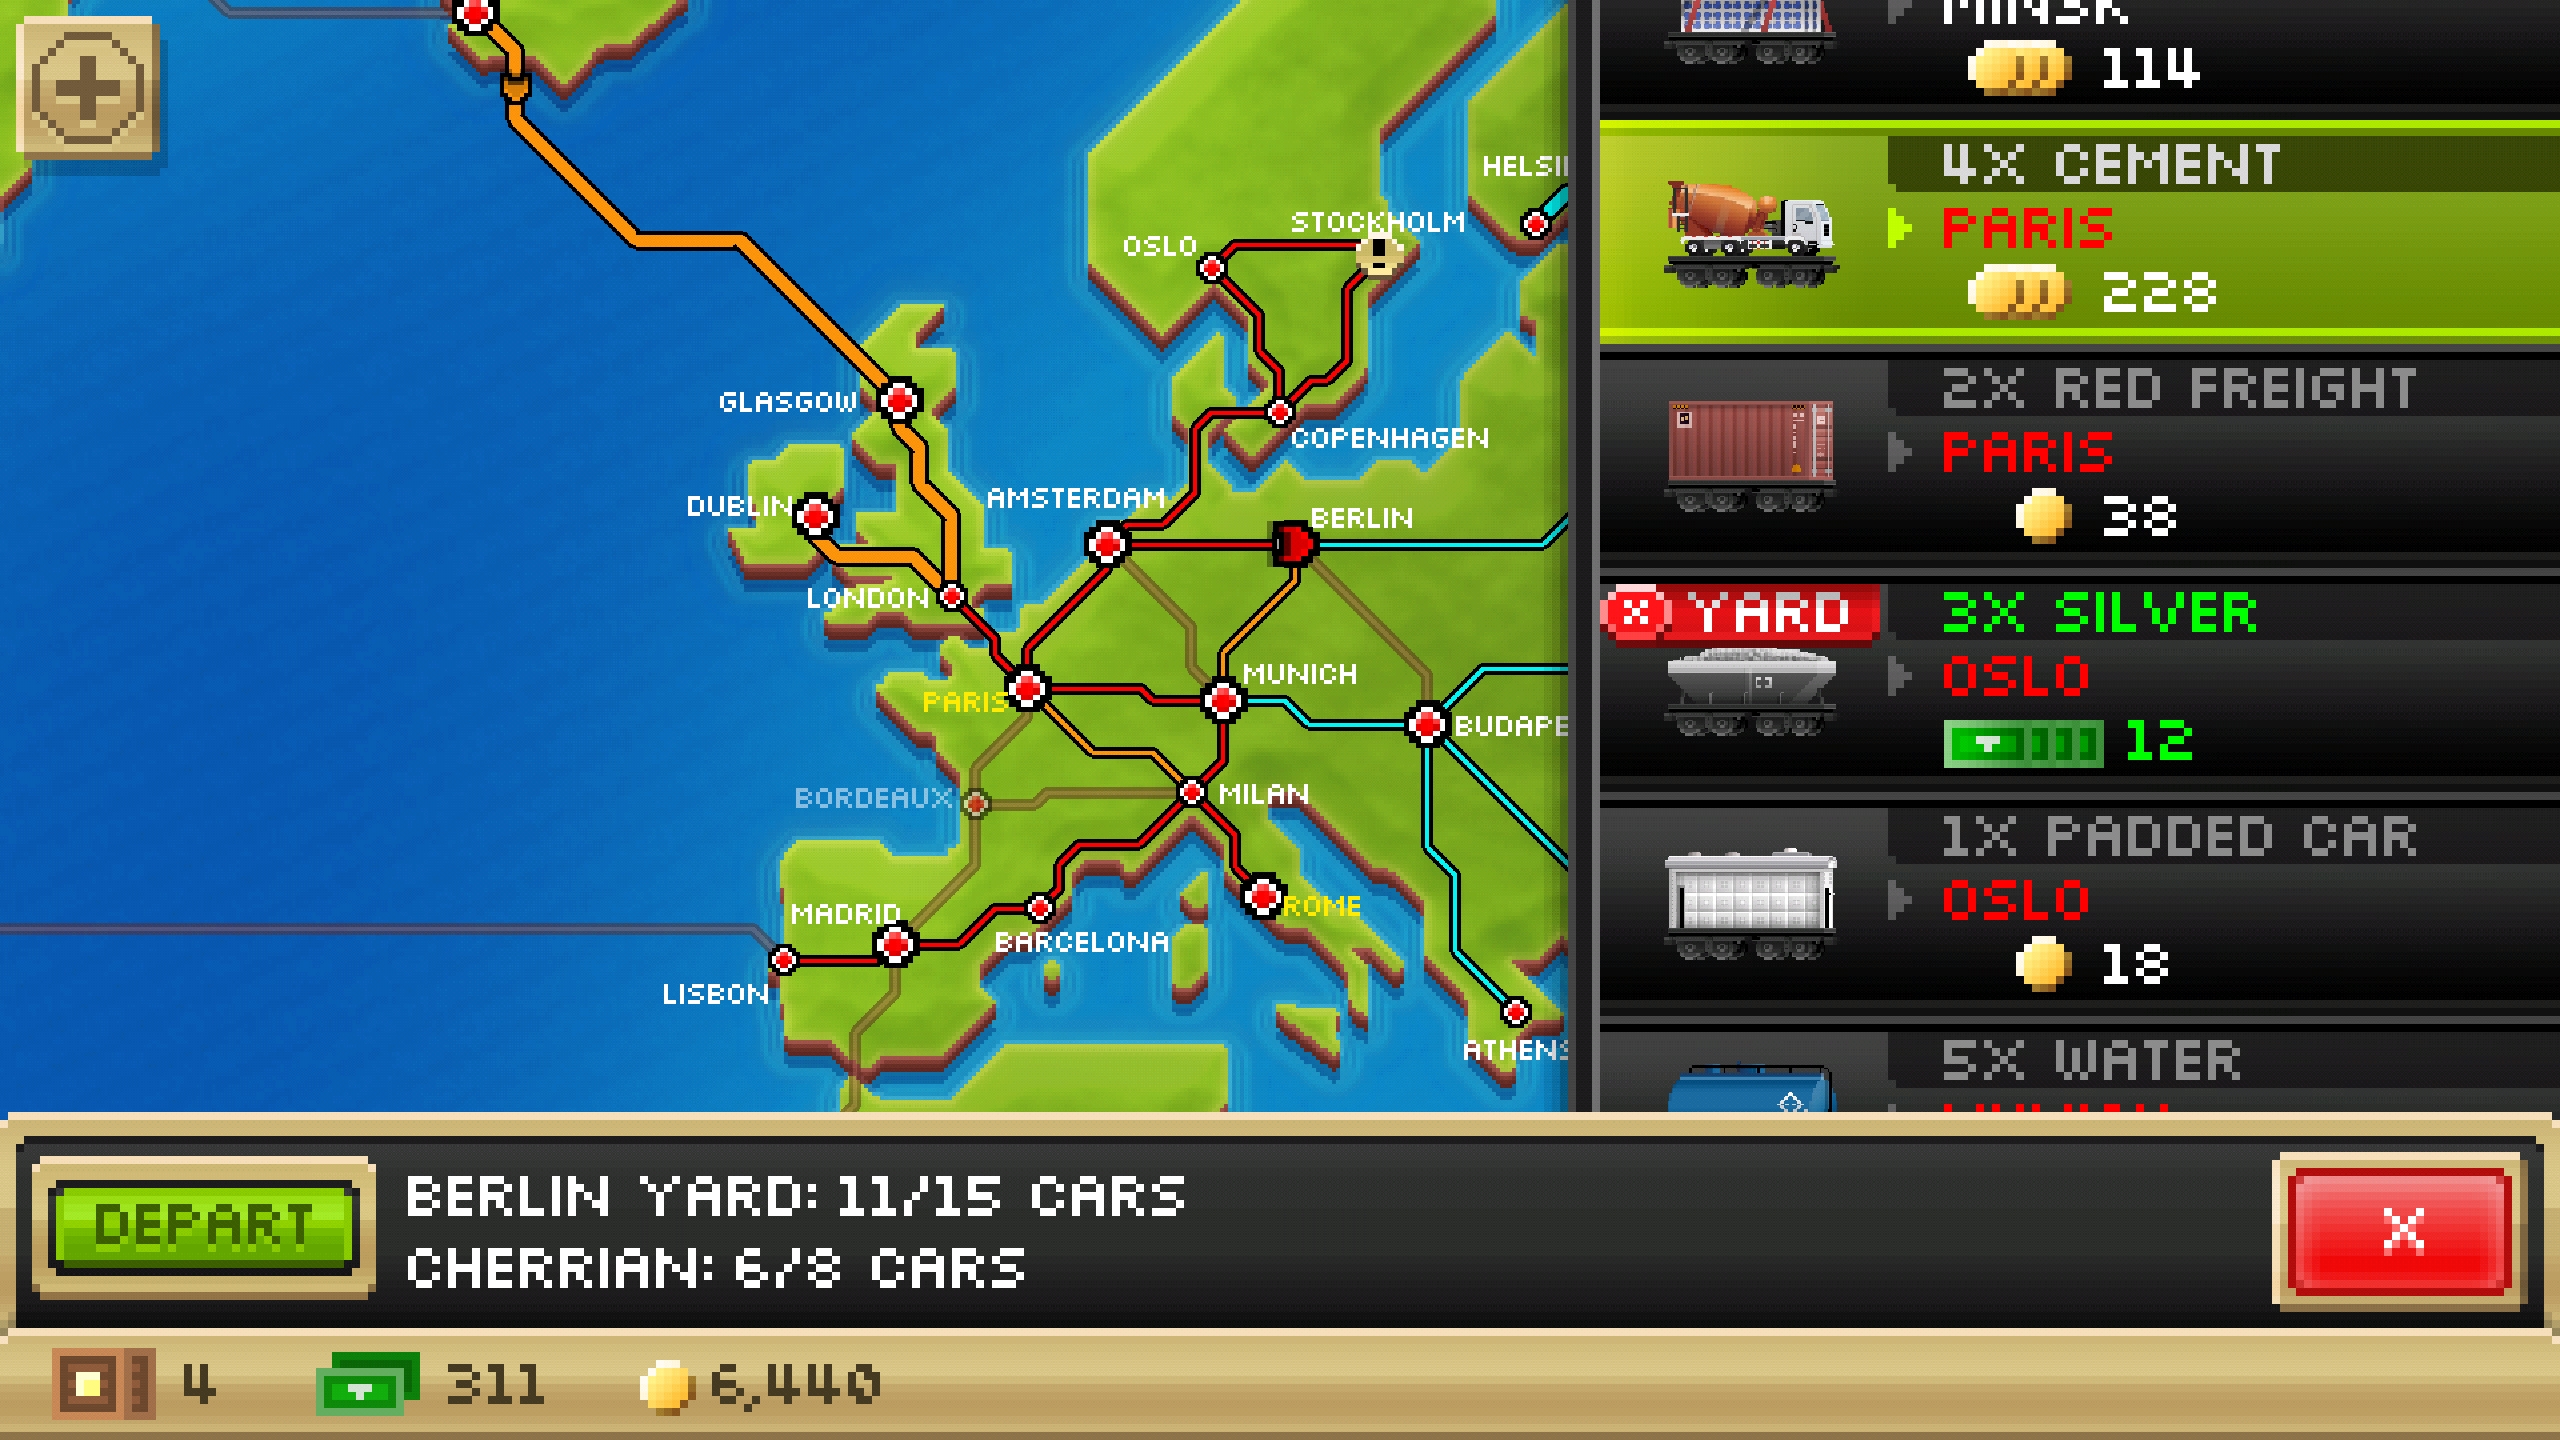 MINSK
114
4X CEMENT
PARIS
228
2X RED FREIGHT
PARIS
38
YARD
3X SILVER
OSLO
12
1X PADDED CAR
OSLO
18
5X WATER
HELSI
STOCKHOLM
OSLO
GLASGOW
COPENHAGEN
AMSTERDAM
DUBLIN
BERLIN
LONDON
MUNICH
PARIS
BUDAPE
BORDEAUX
MILAN
MADRID
ROME
BARCELONA
LISBON
ATHENS
DEPART
BERLIN YARD: 11/15 CARS
CHERRIAN: 6/8 CARS
X
4
311
6,440